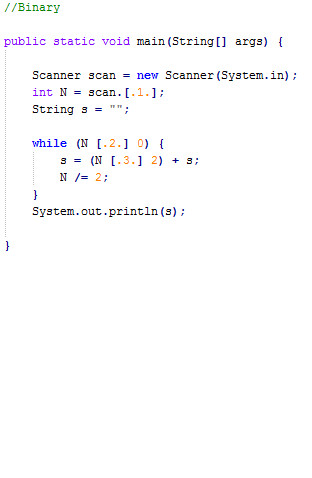 //Binary
public static void main(String[] args) {
Scanner scan = new Scanner(System.in);
int N = scan.[.1.];
String s = "";
while (N [.2.] 0) {
s = (N [.3.] 2) + s;
N /= 2;
}
System.out.println(s);
}